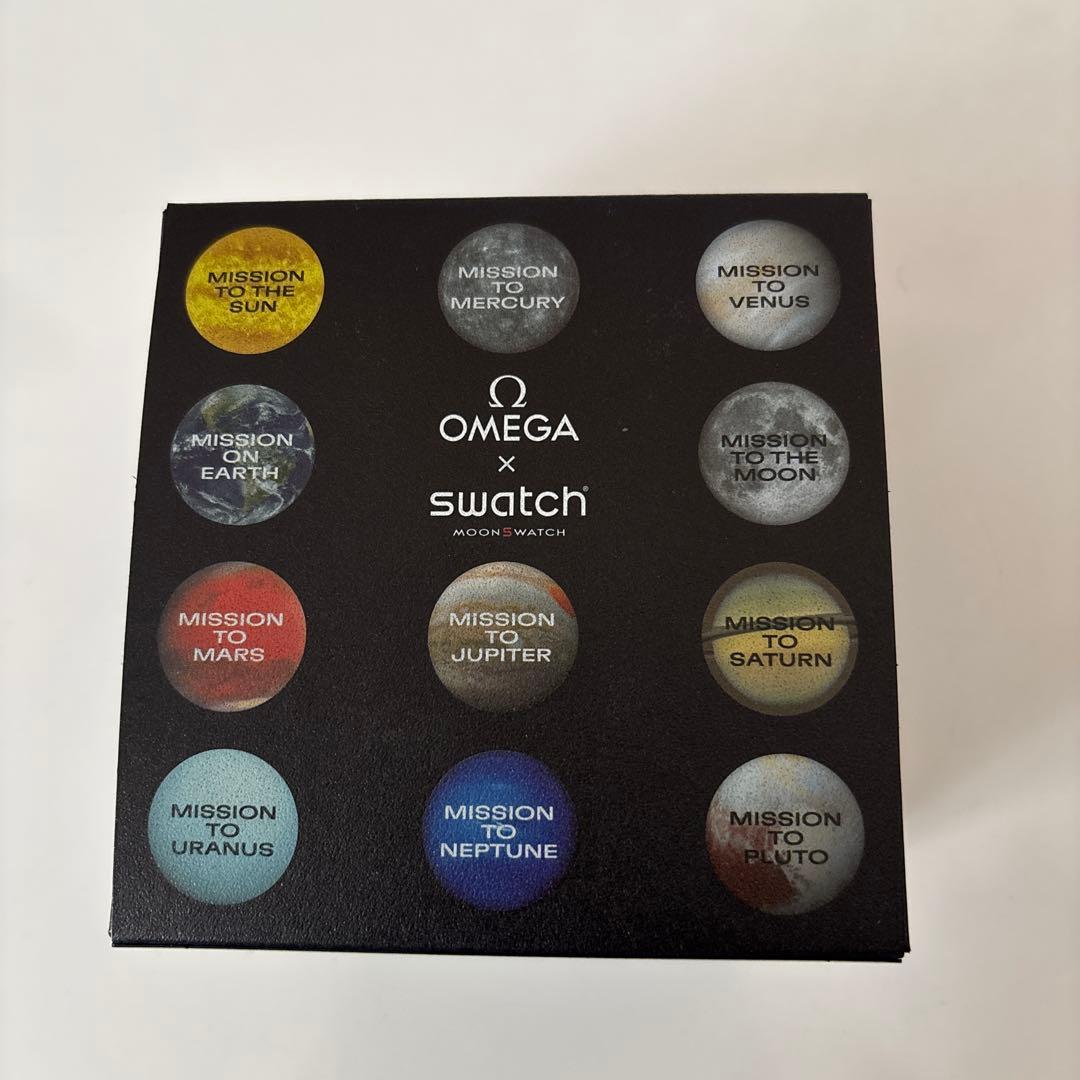 MISSION
TO THE
SUN
MISSION
TO
MERCURY
MISSION
TO
VENUS
MISSION
ON
EARTH
Ω
OMEGA
×
swatch®
MOONSWATCH
MISSION
TO THE
MOON
MISSION
TO
MARS
MISSION
TO
JUPITER
MISSION
TO
SATURN
MISSION
TO
URANUS
MISSION
TO
NEPTUNE
MISSION
TO
PLUTO